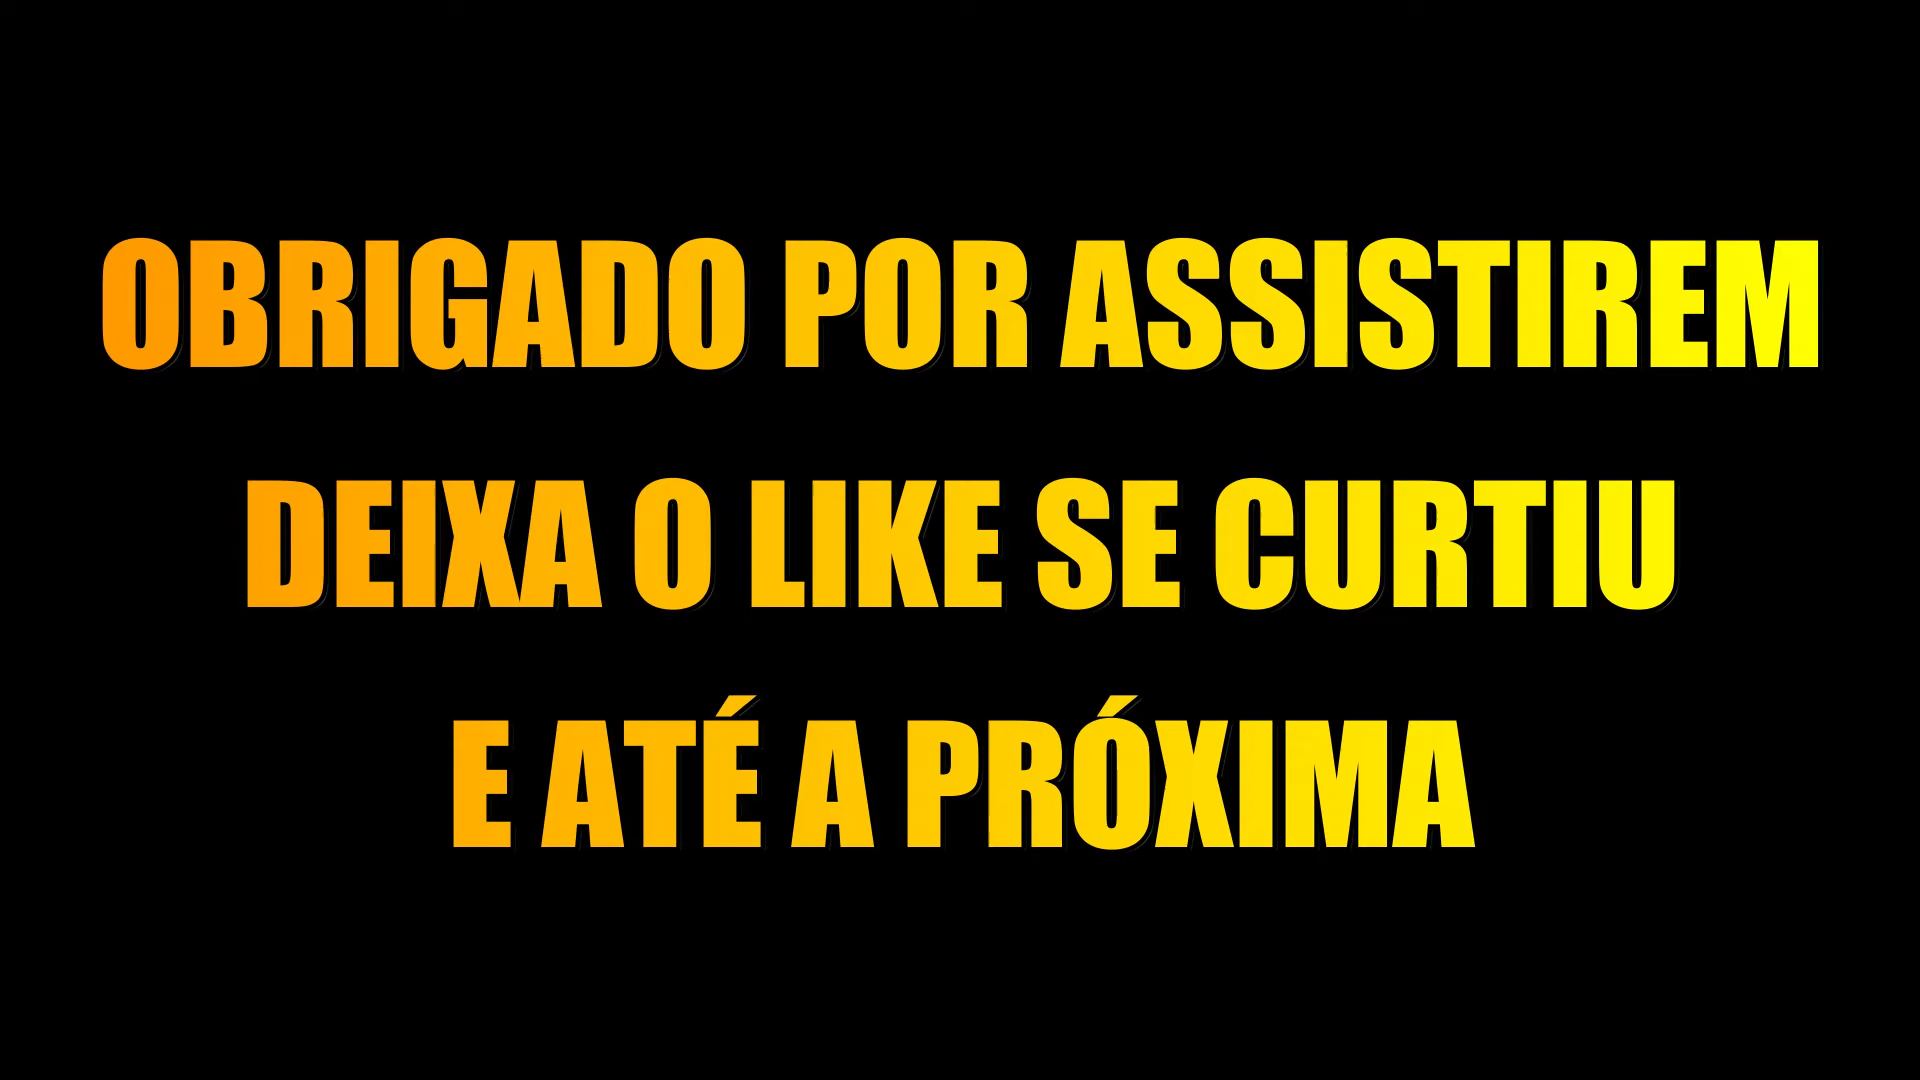 OBRIGADO POR ASSISTIREM
DEIXA O LIKE SE CURTIU
E ATÉ A PRÓXIMA